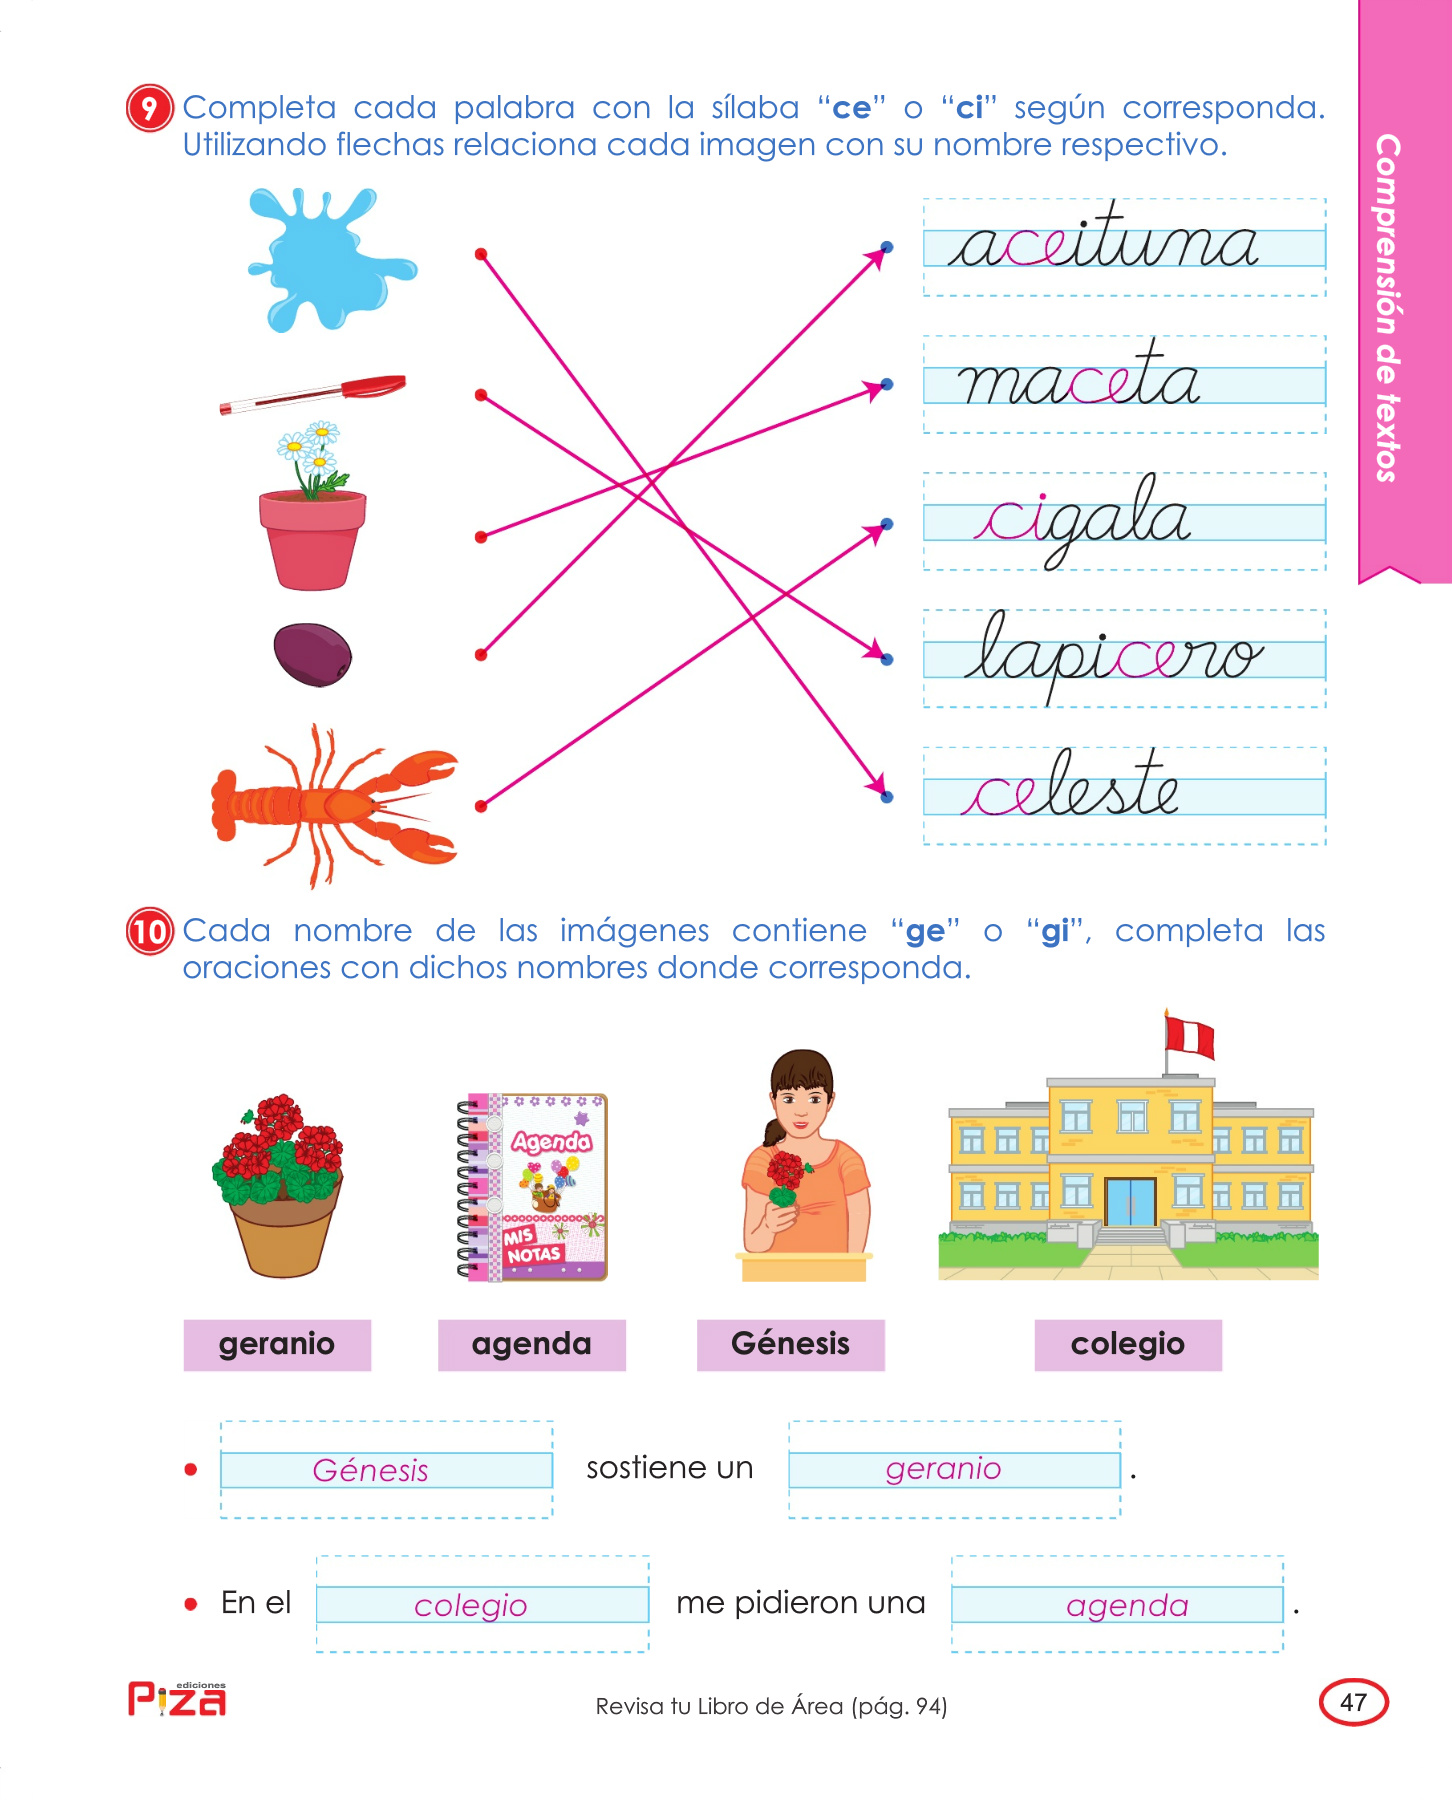 9 Completa cada palabra con la sílaba “ce” o “ci” según corresponda.
Utilizando flechas relaciona cada imagen con su nombre respectivo.
aceituna
maceta
cigala
lapicero
celeste
Comprensión de textos
10 Cada nombre de las imágenes contiene “ge” o “gi”, completa las
oraciones con dichos nombres donde corresponda.
Agenda
MIS
NOTAS
geranio agenda Génesis colegio
• Génesis sostiene un geranio .
• En el colegio me pidieron una agenda .
ediciones
Piza
Revisa tu Libro de Área (pág. 94)
47